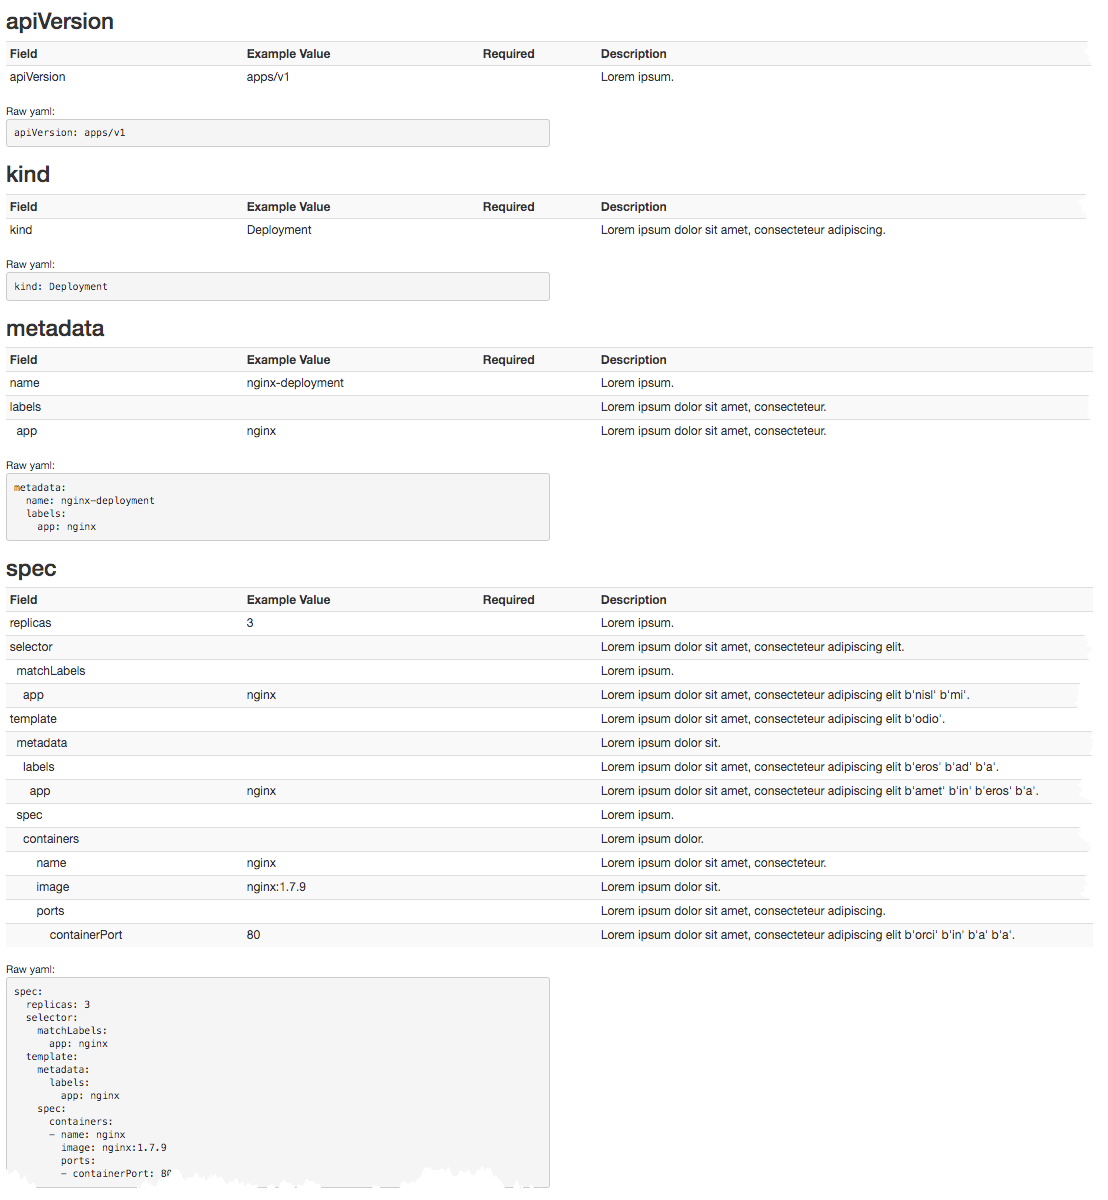 apiVersion
Field Example Value Required Description
apiVersion apps/v1 Lorem ipsum.
Raw yaml:
apiVersion: apps/v1
kind
Field Example Value Required Description
kind Deployment Lorem ipsum dolor sit amet, consecteteur adipiscing.
Raw yaml:
kind: Deployment
metadata
Field Example Value Required Description
name nginx-deployment Lorem ipsum.
labels Lorem ipsum dolor sit amet, consecteteur.
app nginx Lorem ipsum dolor sit amet, consecteteur.
Raw yaml:
metadata:
  name: nginx-deployment
  labels:
    app: nginx
spec
Field Example Value Required Description
replicas 3 Lorem ipsum.
selector Lorem ipsum dolor sit amet, consecteteur adipiscing elit.
matchLabels Lorem ipsum.
app nginx Lorem ipsum dolor sit amet, consecteteur adipiscing elit b'nisl' b'mi'.
template Lorem ipsum dolor sit amet, consecteteur adipiscing elit b'odio'.
metadata Lorem ipsum dolor sit.
labels Lorem ipsum dolor sit amet, consecteteur adipiscing elit b'eros' b'ad' b'a'.
app nginx Lorem ipsum dolor sit amet, consecteteur adipiscing elit b'amet' b'in' b'eros' b'a'.
spec Lorem ipsum.
containers Lorem ipsum dolor.
name nginx Lorem ipsum dolor sit amet, consecteteur.
image nginx:1.7.9 Lorem ipsum dolor sit.
ports Lorem ipsum dolor sit amet, consecteteur adipiscing.
containerPort 80 Lorem ipsum dolor sit amet, consecteteur adipiscing elit b'orci' b'in' b'a' b'a'.
Raw yaml:
spec:
  replicas: 3
  selector:
    matchLabels:
      app: nginx
  template:
    metadata:
      labels:
        app: nginx
    spec:
      containers:
      - name: nginx
        image: nginx:1.7.9
        ports:
        - containerPort: 80